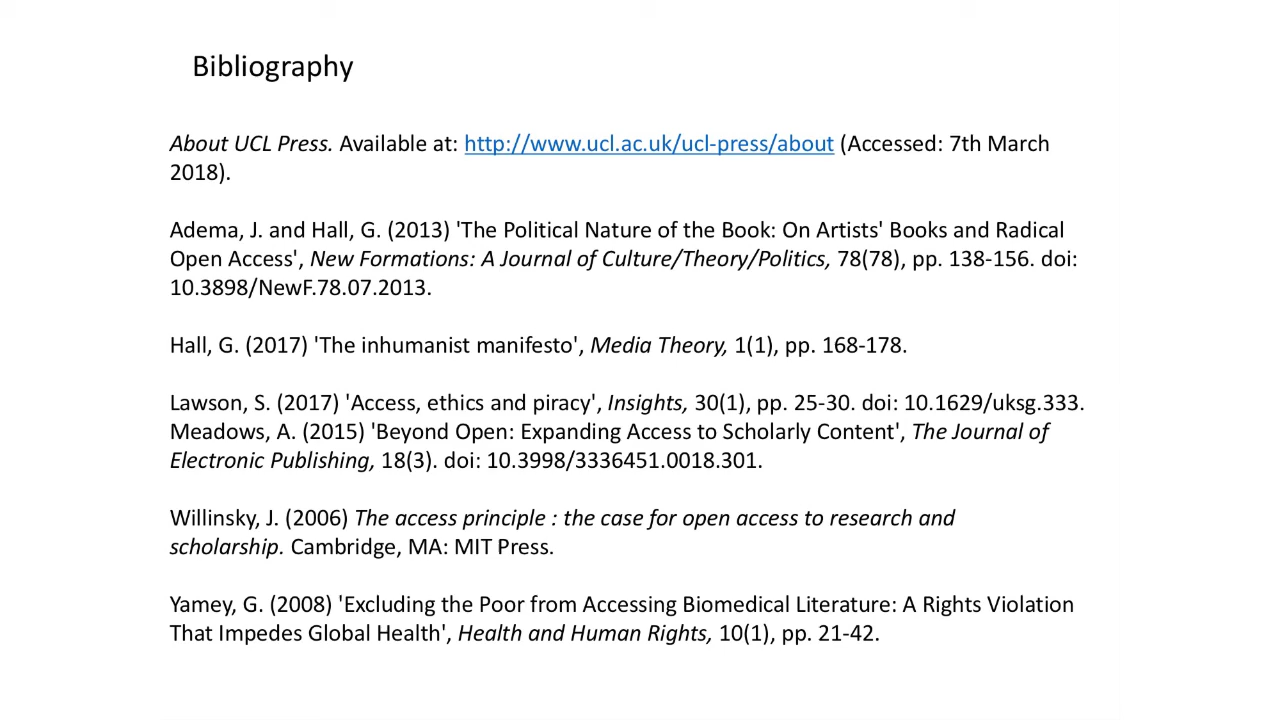 Bibliography
About UCL Press. Available at: http://www.ucl.ac.uk/ucl-press/about (Accessed: 7th March
2018).
Adema, J. and Hall, G. (2013) 'The Political Nature of the Book: On Artists' Books and Radical
Open Access', New Formations: A Journal of Culture/Theory/Politics, 78(78), pp. 138-156. doi:
10.3898/NewF.78.07.2013.
Hall, G. (2017) 'The inhumanist manifesto', Media Theory, 1(1), pp. 168-178.
Lawson, S. (2017) 'Access, ethics and piracy', Insights, 30(1), pp. 25-30. doi: 10.1629/uksg.333.
Meadows, A. (2015) 'Beyond Open: Expanding Access to Scholarly Content', The Journal of
Electronic Publishing, 18(3). doi: 10.3998/3336451.0018.301.
Willinsky, J. (2006) The access principle : the case for open access to research and
scholarship. Cambridge, MA: MIT Press.
Yamey, G. (2008) 'Excluding the Poor from Accessing Biomedical Literature: A Rights Violation
That Impedes Global Health', Health and Human Rights, 10(1), pp. 21-42.